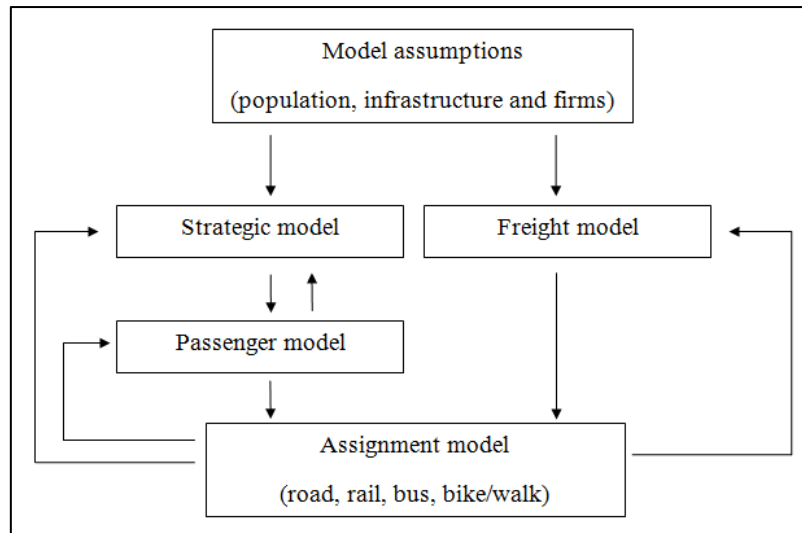 Model assumptions
(population, infrastructure and firms)
Strategic model
Freight model
Passenger model
Assignment model
(road, rail, bus, bike/walk)